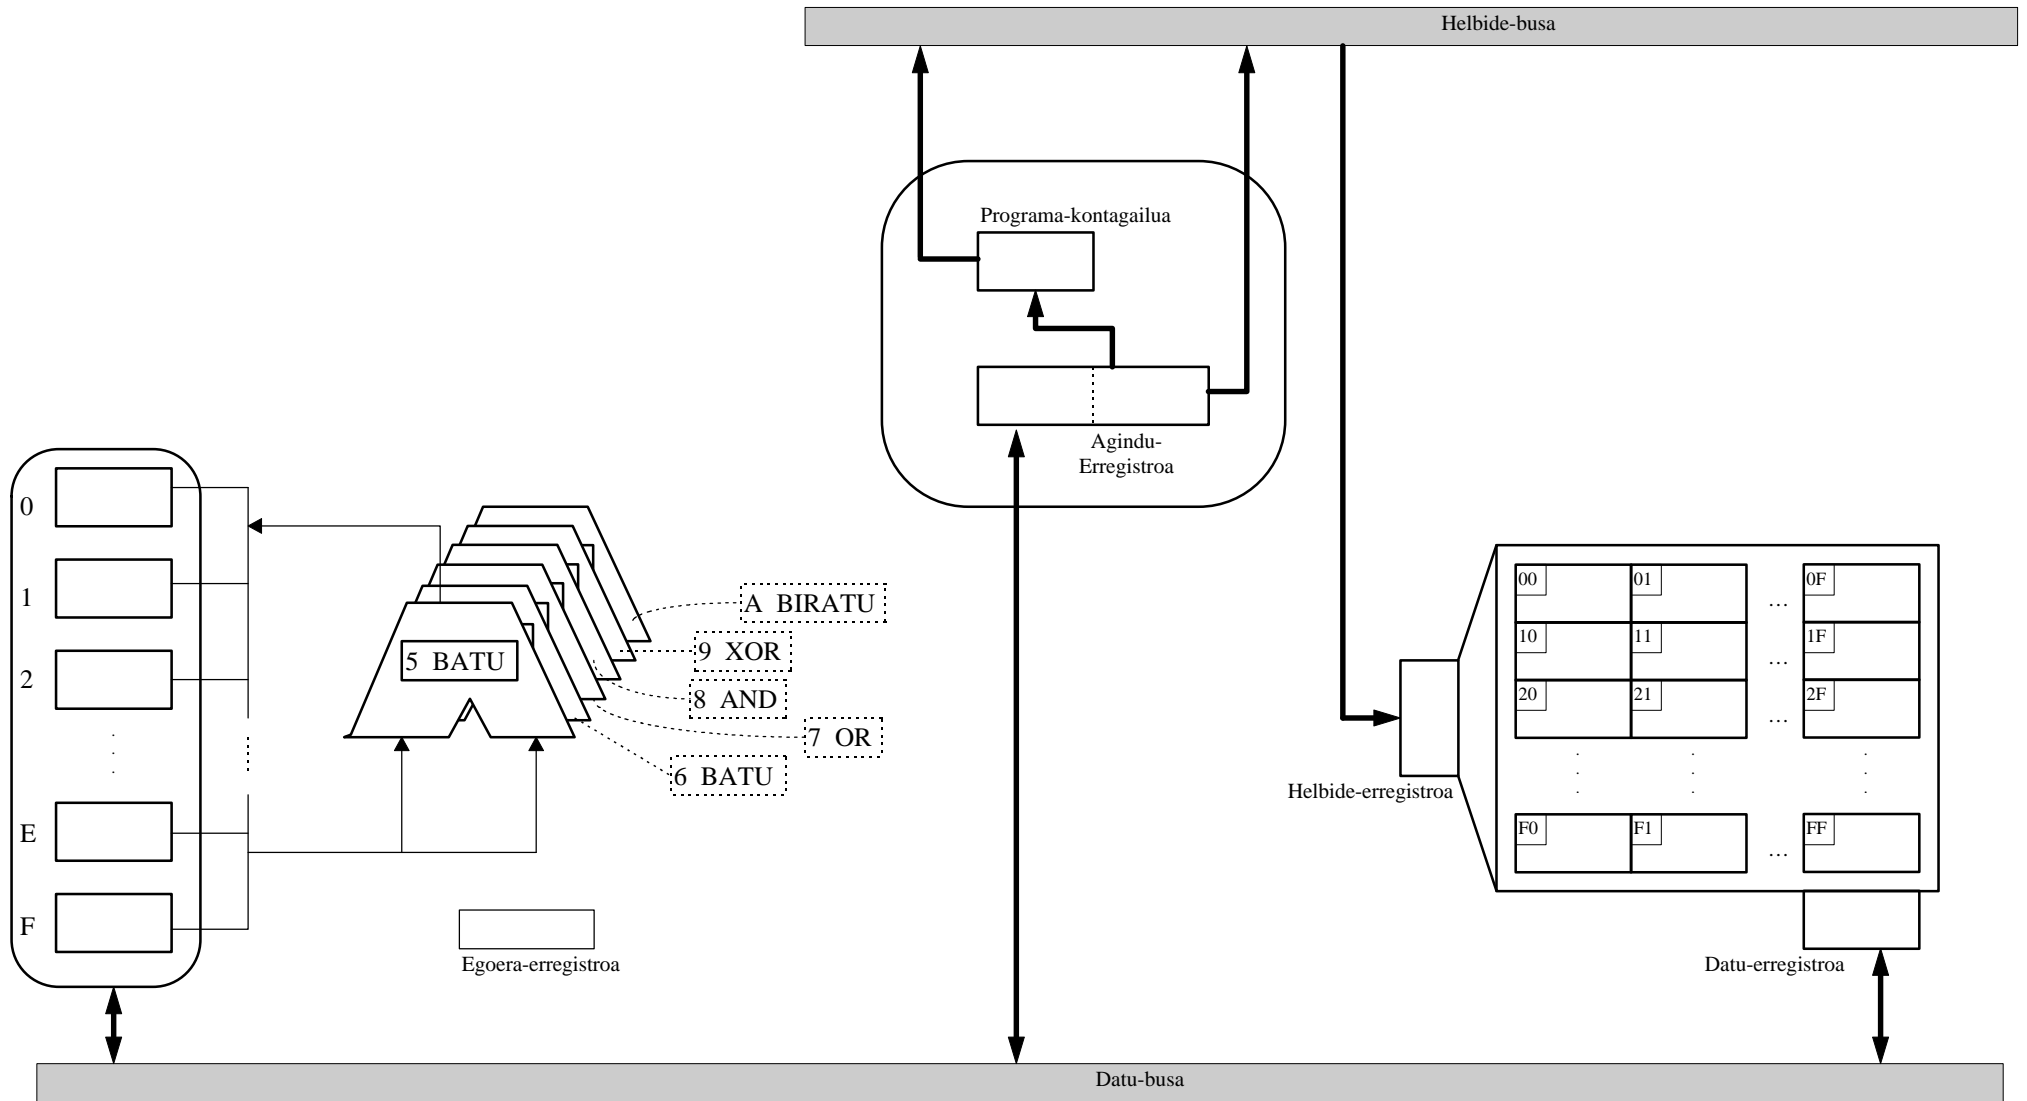 Helbide-busa
Programa-kontagailua
Agindu-
Erregistroa
0
1
2
E
F
A BIRATU
9 XOR
5 BATU
8 AND
7 OR
6 BATU
Egoera-erregistroa
00 01 ... 0F
10 11 ... 1F
20 21 ... 2F
F0 F1 ... FF
Helbide-erregistroa
Datu-erregistroa
Datu-busa